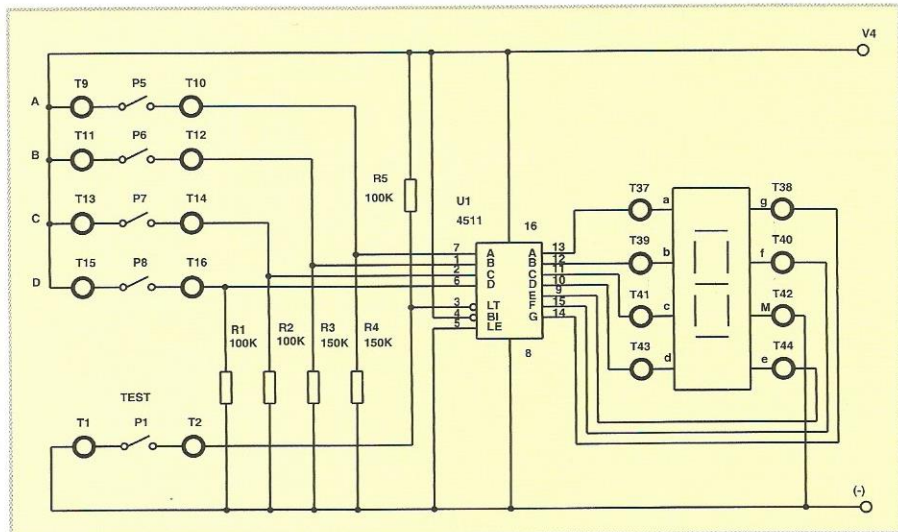 V4
T9 P5 T10
A
T11 P6 T12
B
R5
100K
T13 P7 T14
C
U1
4511
16
T37 a g T38
T15 P8 T16
D
7 A A 13
1 B B 12
2 C C 11
6 D D 10
E 9
3 LT F 15
4 BI G 14
5 LE
8
T39 b f T40
T41 c M T42
T43 d e T44
R1
100K
R2
100K
R3
150K
R4
150K
TEST
T1 P1 T2
(-)